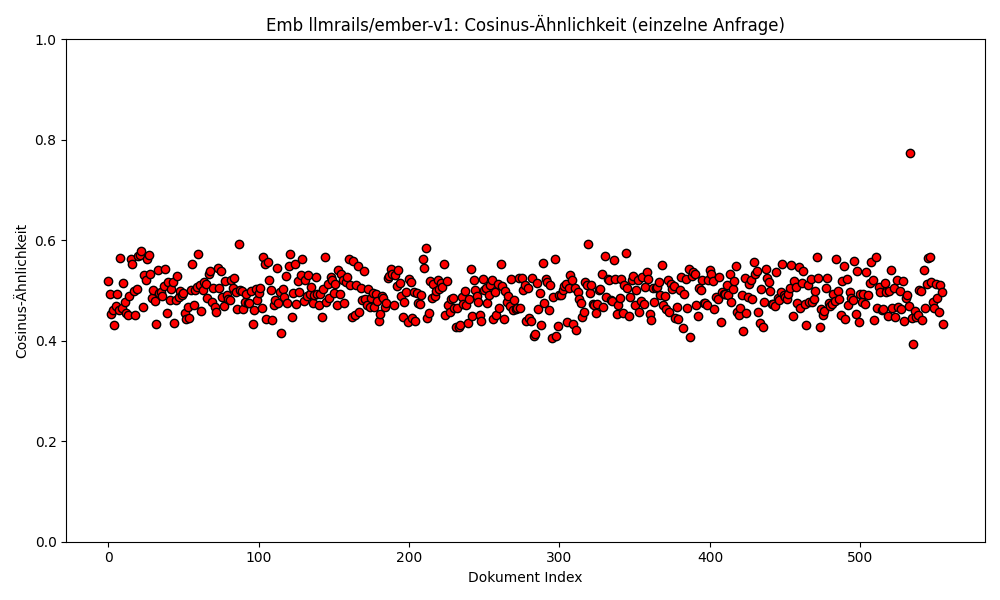 Emb llmrails/ember-v1: Cosinus-Ähnlichkeit (einzelne Anfrage)
1.0
0.8
0.6
0.4
0.2
0.0
Cosinus-Ähnlichkeit
0 100 200 300 400 500
Dokument Index